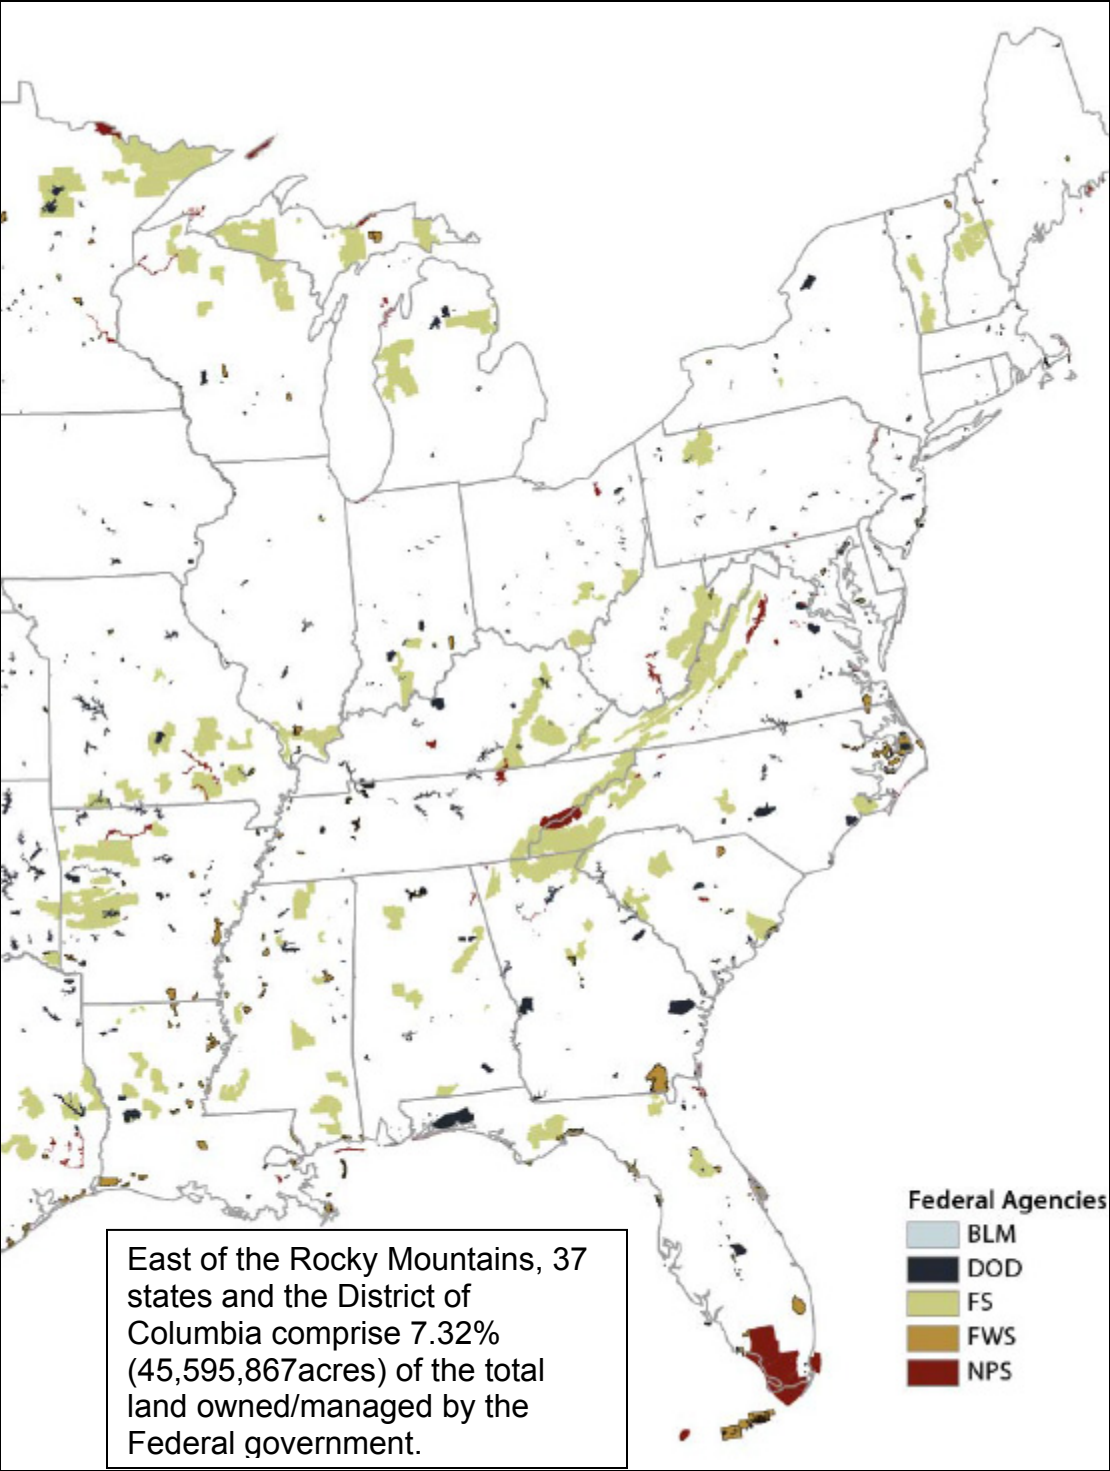 Federal Agencies
BLM
DOD
FS
FWS
NPS
East of the Rocky Mountains, 37
states and the District of
Columbia comprise 7.32%
(45,595,867acres) of the total
land owned/managed by the
Federal government.